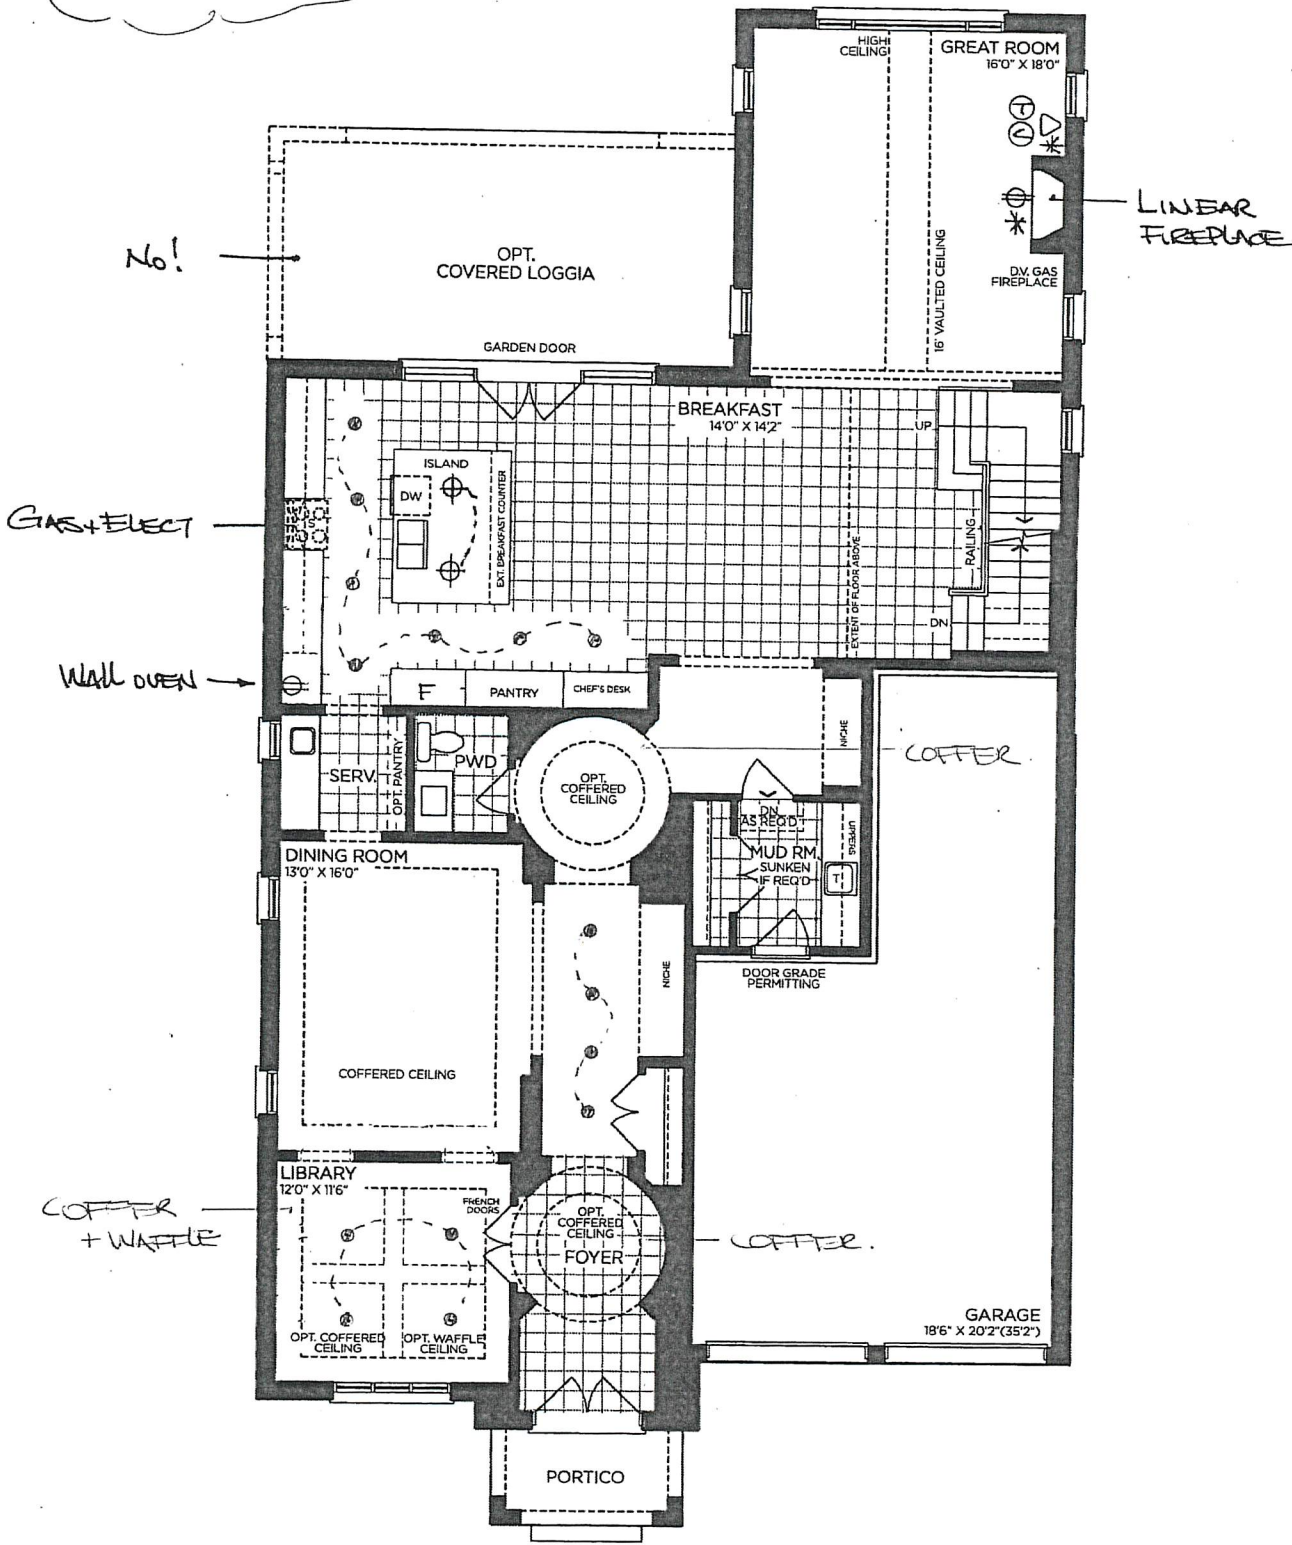 HIGH
CEILING
GREAT ROOM
16'0" X 18'0"
LINEAR
FIREPLACE
No!
OPT.
COVERED LOGGIA
16' VAULTED CEILING
D.V. GAS
FIREPLACE
GARDEN DOOR
BREAKFAST
14'0" X 14'2"
UP
ISLAND
DW
EXT. BREAKFAST COUNTER
GAS+ELECT
S
RAILING
EXTENT OF FLOOR ABOVE
DN
WALL OVEN
F
PANTRY
CHEF'S DESK
NICHE
COFFER.
SERV.
OPT. PANTRY
PWD
OPT.
COFFERED
CEILING
DN
AS REQ'D
MUD RM.
SUNKEN
IF REQ'D
UPPERS
T
DINING ROOM
13'0" X 16'0"
NICHE
DOOR GRADE
PERMITTING
COFFERED CEILING
LIBRARY
12'0" X 11'6"
FRENCH
DOORS
COFFER
+ WAFFLE
OPT.
COFFERED
CEILING
FOYER
COFFER.
OPT. COFFERED
CEILING
OPT. WAFFLE
CEILING
GARAGE
18'6" X 20'2"(35'2")
PORTICO